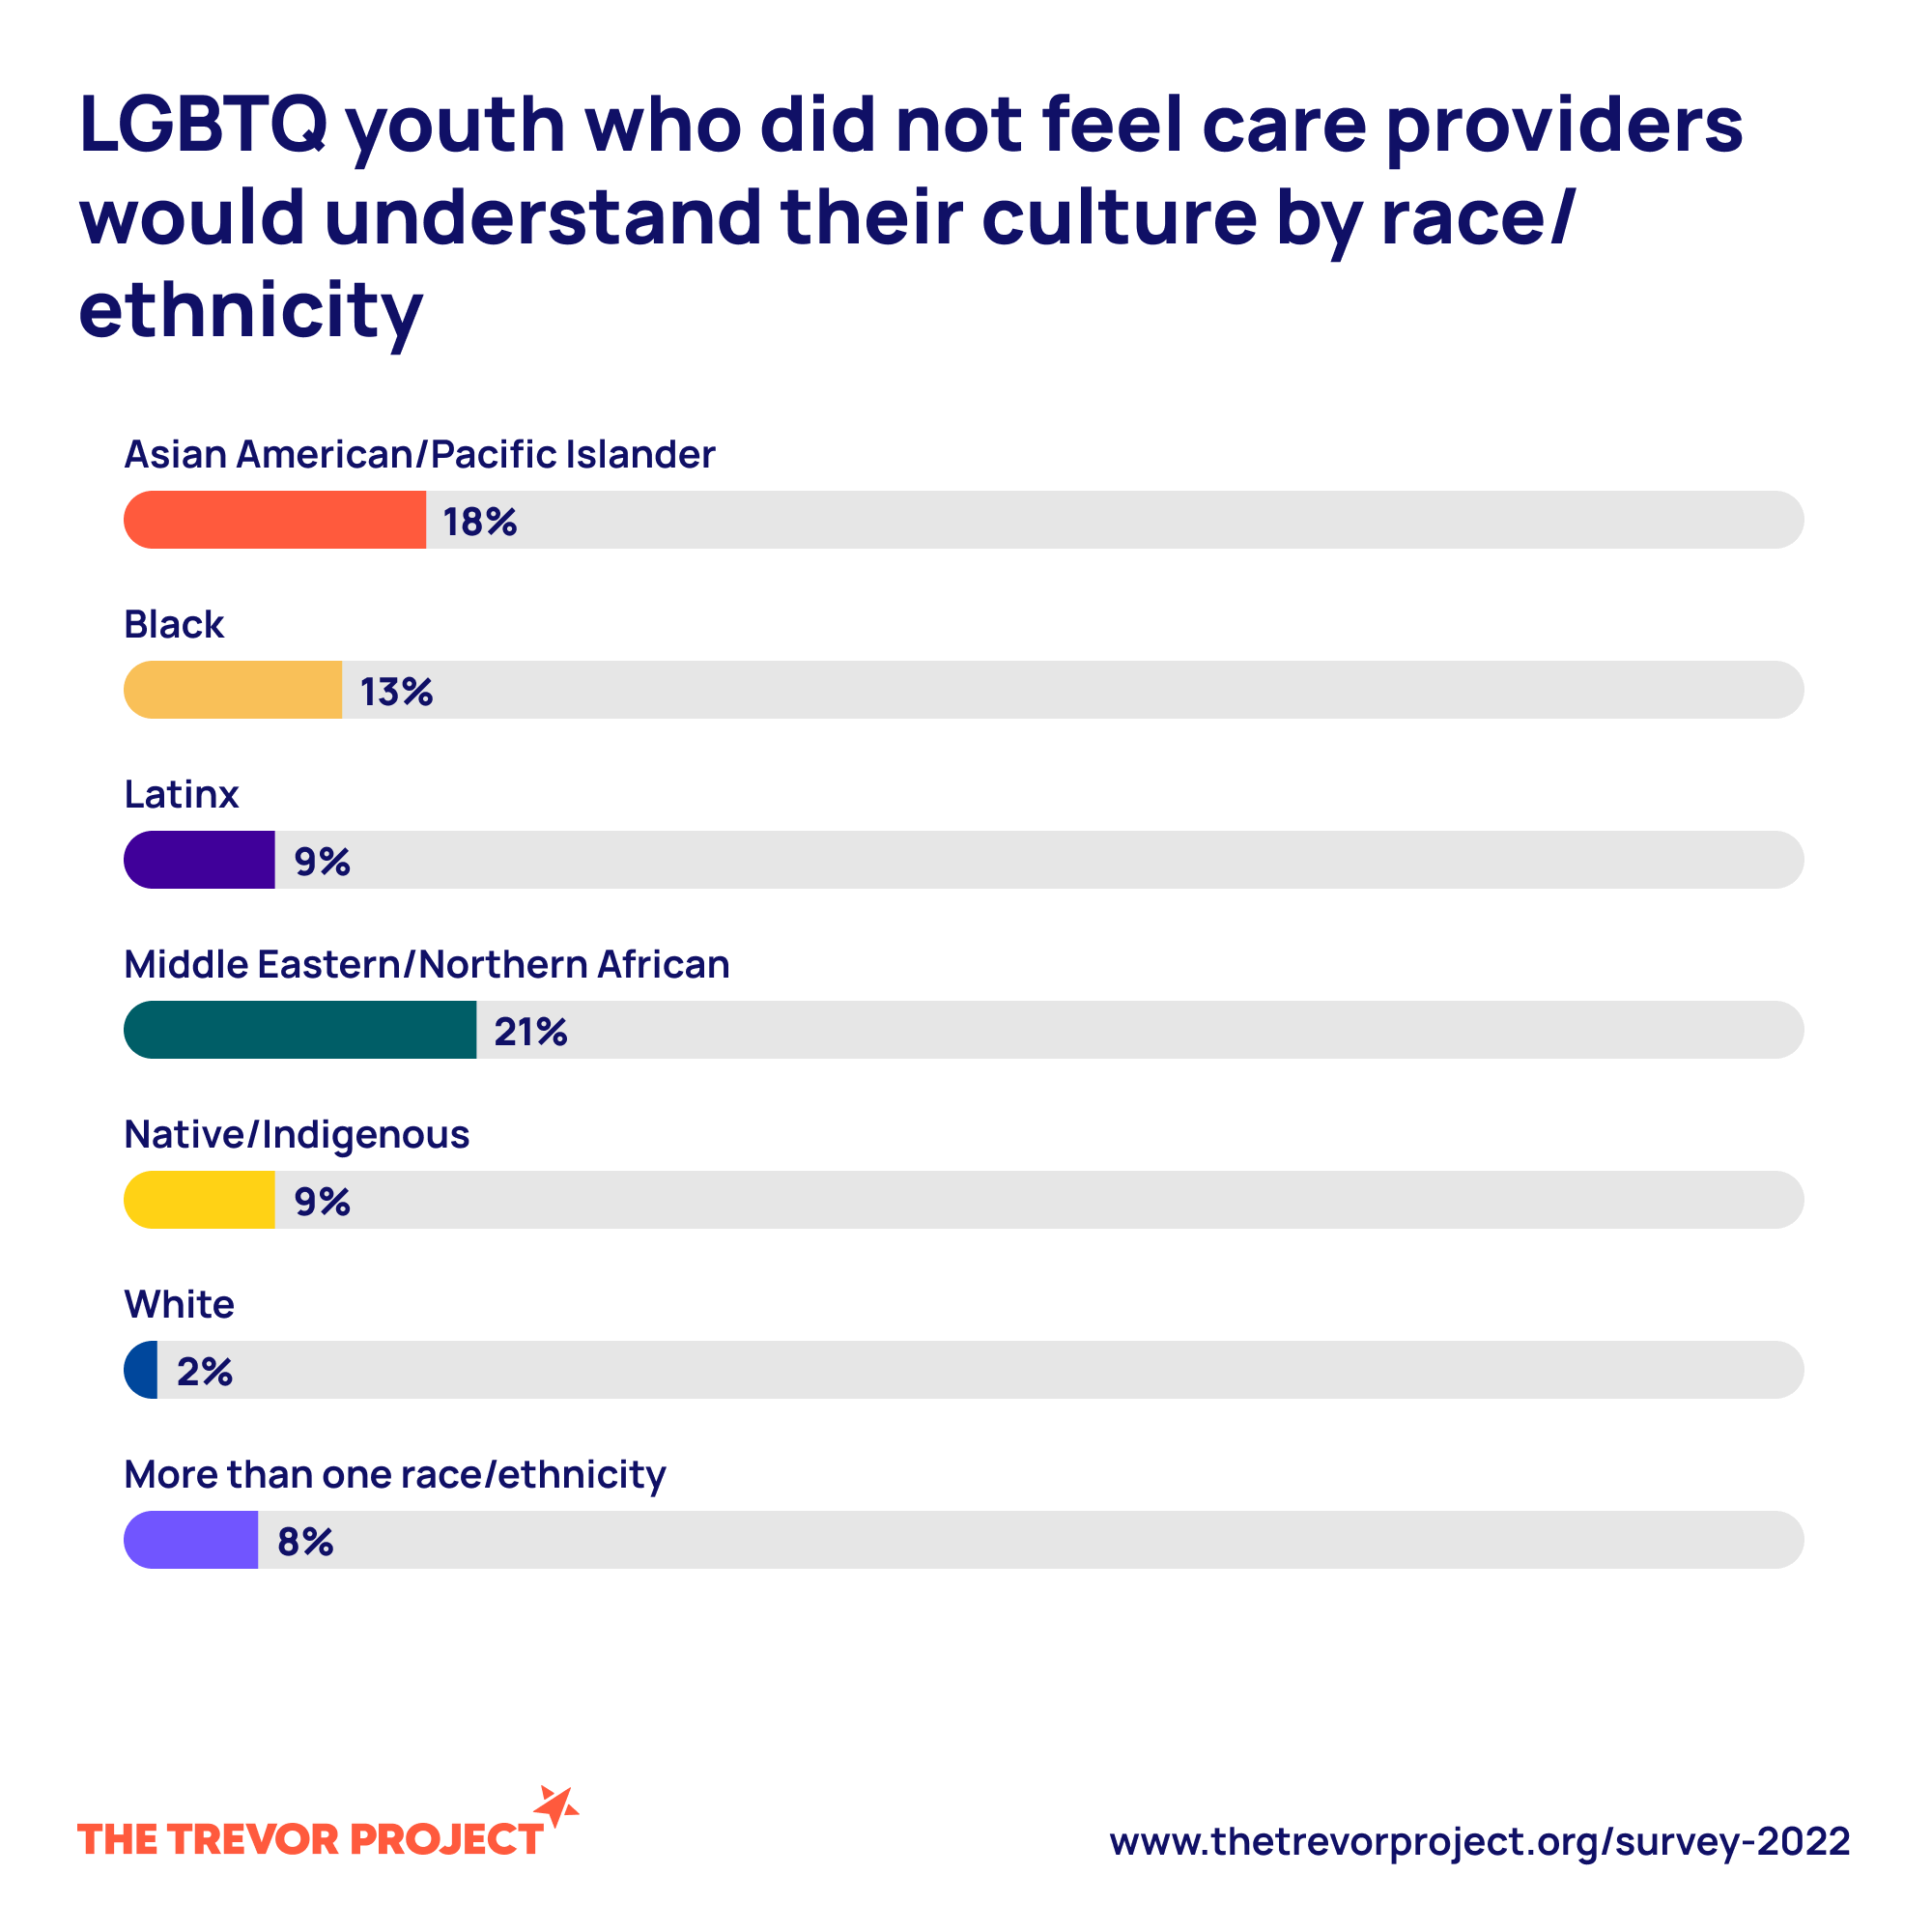 LGBTQ youth who did not feel care providers
would understand their culture by race/
ethnicity
Asian American/Pacific Islander
18%
Black
13%
Latinx
9%
Middle Eastern/Northern African
21%
Native/Indigenous
9%
White
2%
More than one race/ethnicity
8%
THE TREVOR PROJECT
www.thetrevorproject.org/survey-2022